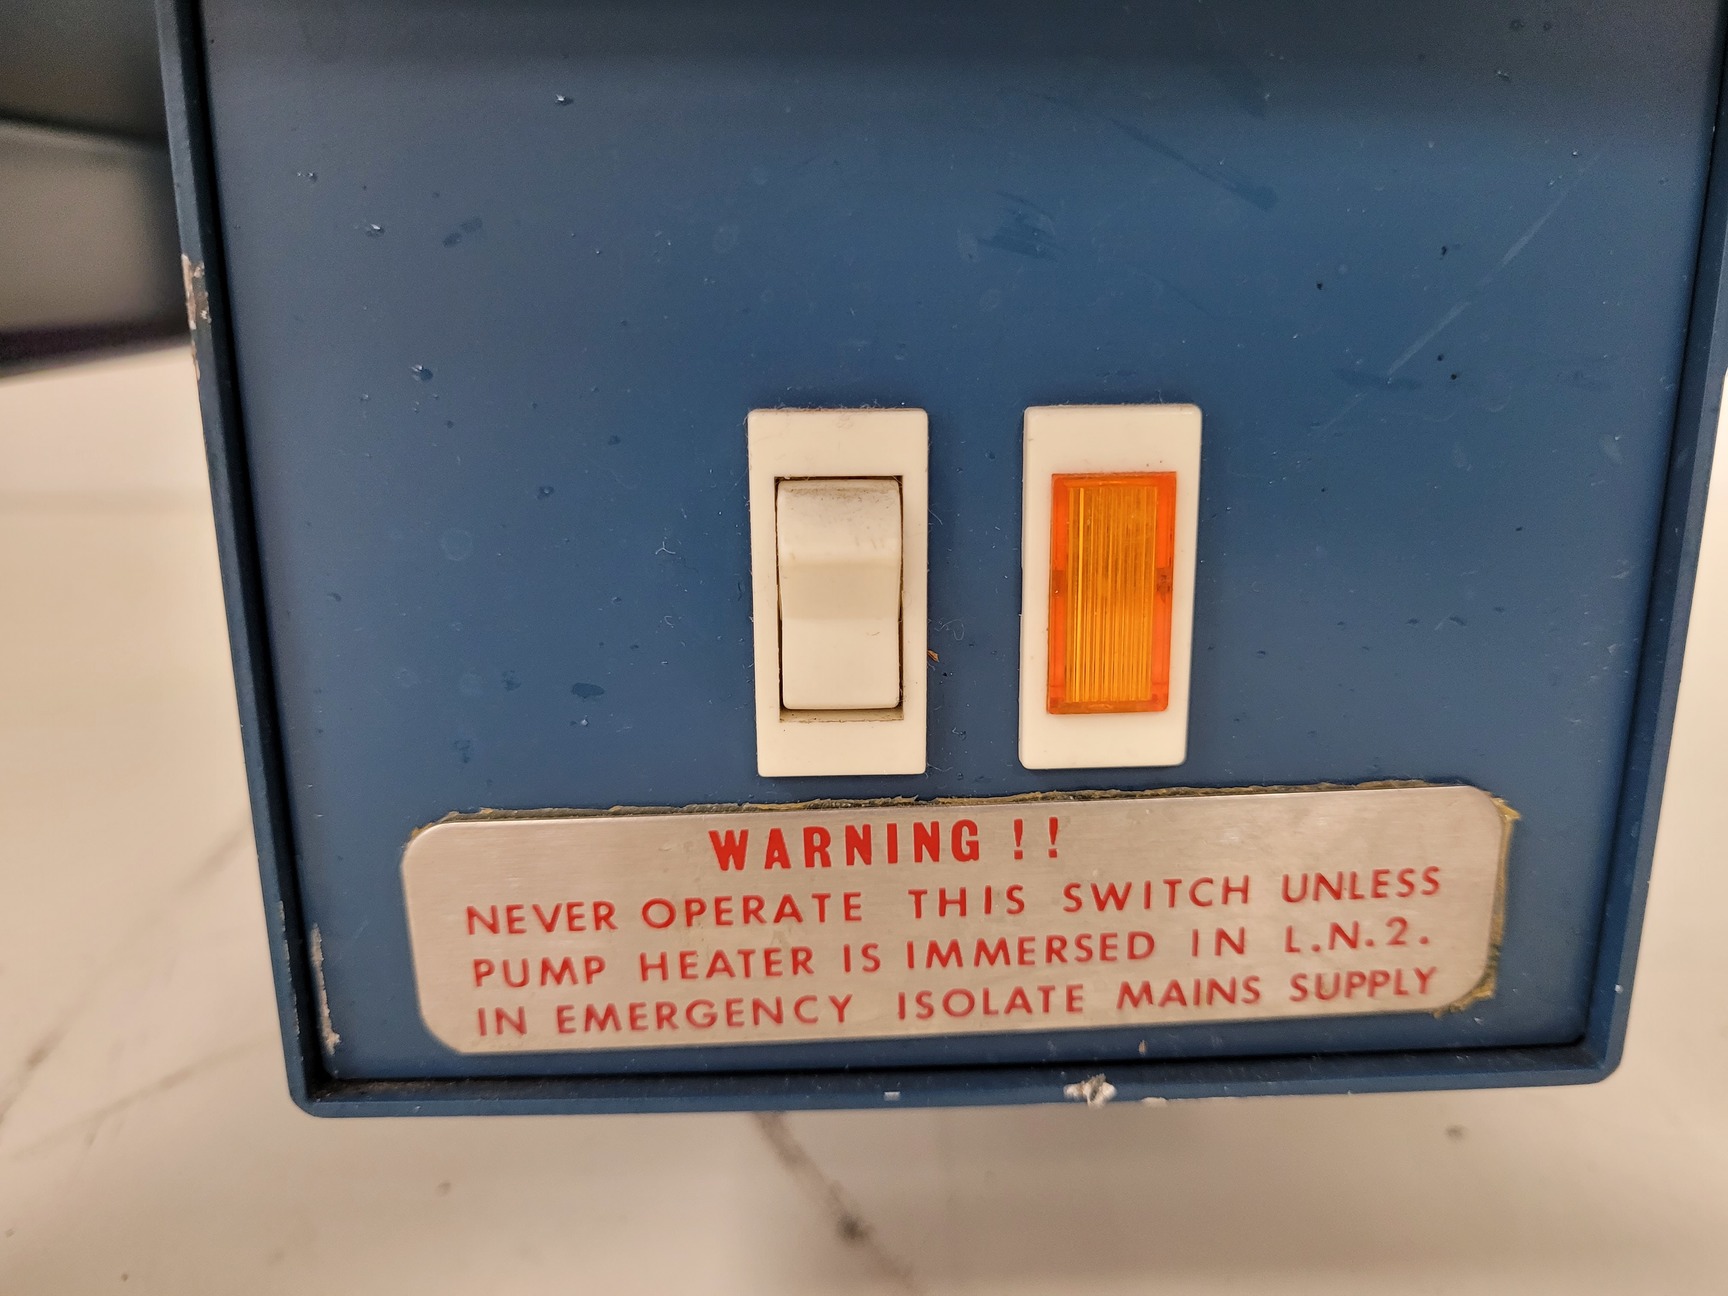 WARNING !!
NEVER OPERATE THIS SWITCH UNLESS
PUMP HEATER IS IMMERSED IN L.N.2.
IN EMERGENCY ISOLATE MAINS SUPPLY